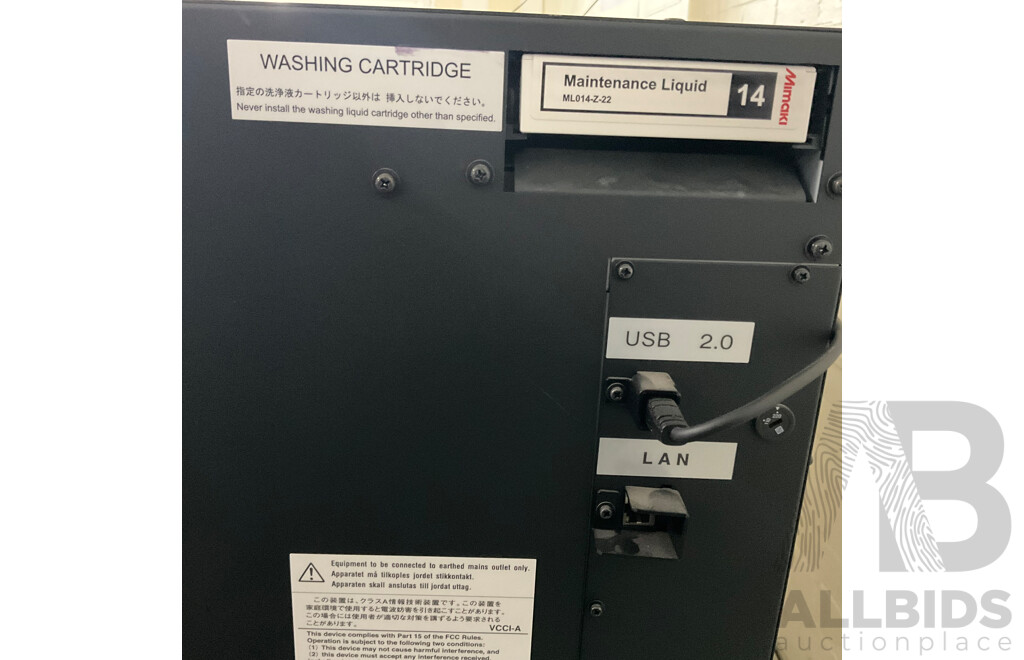 WASHING CARTRIDGE
指定の洗浄液カートリッジ以外は 挿入しないでください。
Never install the washing liquid cartridge other than specified.
Maintenance Liquid
ML014-Z-22
14
Mimaki
USB 2.0
LAN
Equipment to be connected to earthed mains outlet only.
Apparatet må tilkoples jordet stikkontakt.
Apparaten skall anslutas till jordat uttag.
この装置は、クラスA情報技術装置です。この装置を
家庭環境で使用すると電波妨害を引き起こすことがあります。
この場合には使用者が適切な対策を講ずるよう要求される
ことがあります。
VCCI-A
This device complies with Part 15 of the FCC Rules.
Operation is subject to the following two conditions:
(1) This device may not cause harmful interference, and
(2) this device must accept any interference received,
AB
ALLBIDS
auctionplace